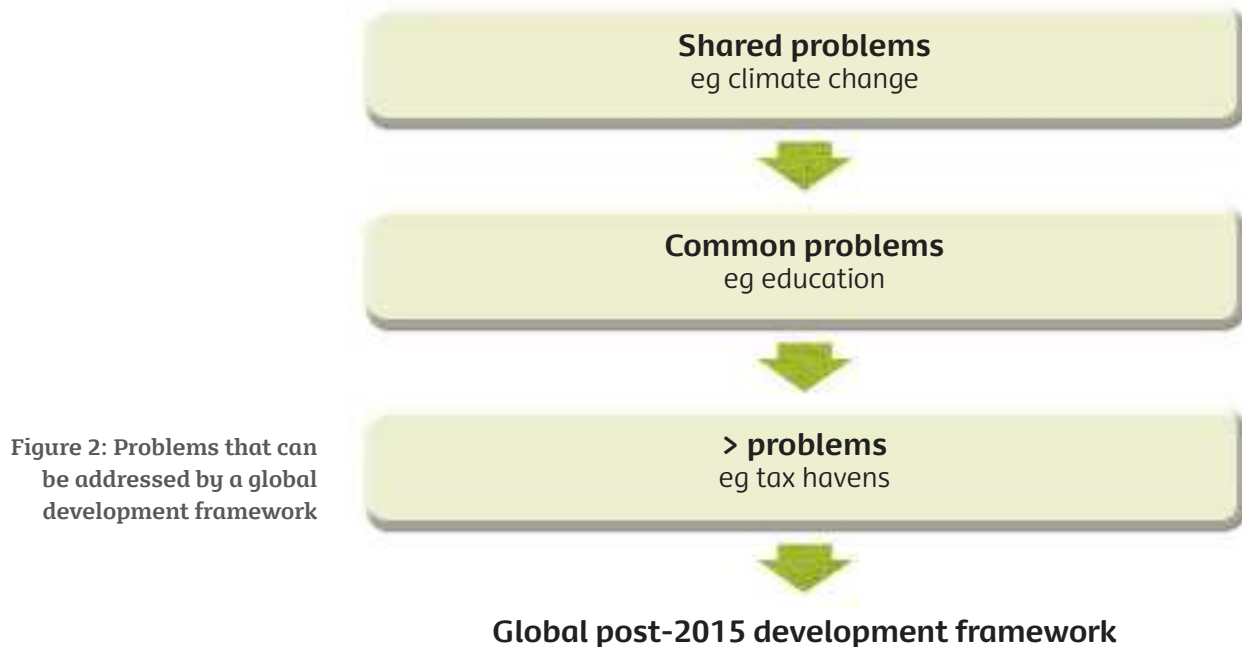 Shared problems
eg climate change
Common problems
eg education
> problems
eg tax havens
Figure 2: Problems that can
be addressed by a global
development framework
Global post-2015 development framework